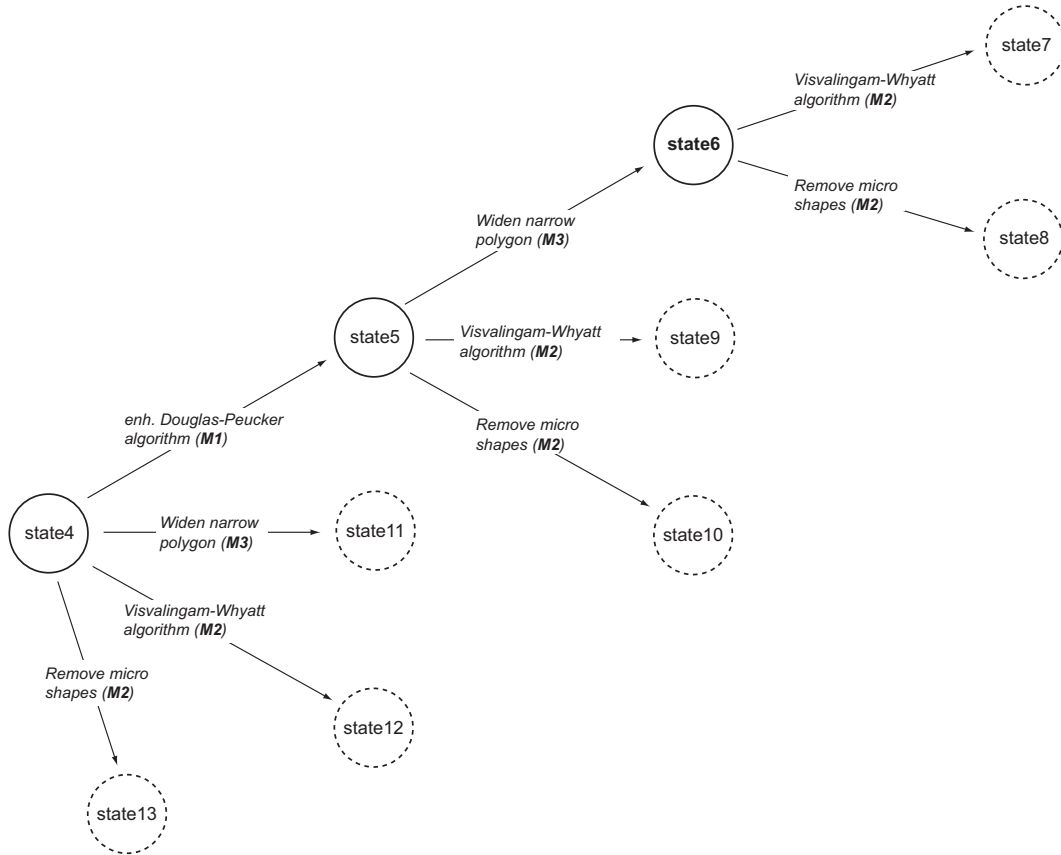 state7
Visvalingam-Whyatt
algorithm (M2)
state6
Remove micro
shapes (M2)
state8
Widen narrow
polygon (M3)
state5
Visvalingam-Whyatt
algorithm (M2)
state9
enh. Douglas-Peucker
algorithm (M1)
Remove micro
shapes (M2)
state4
Widen narrow
polygon (M3)
state11
state10
Visvalingam-Whyatt
algorithm (M2)
Remove micro
shapes (M2)
state12
state13